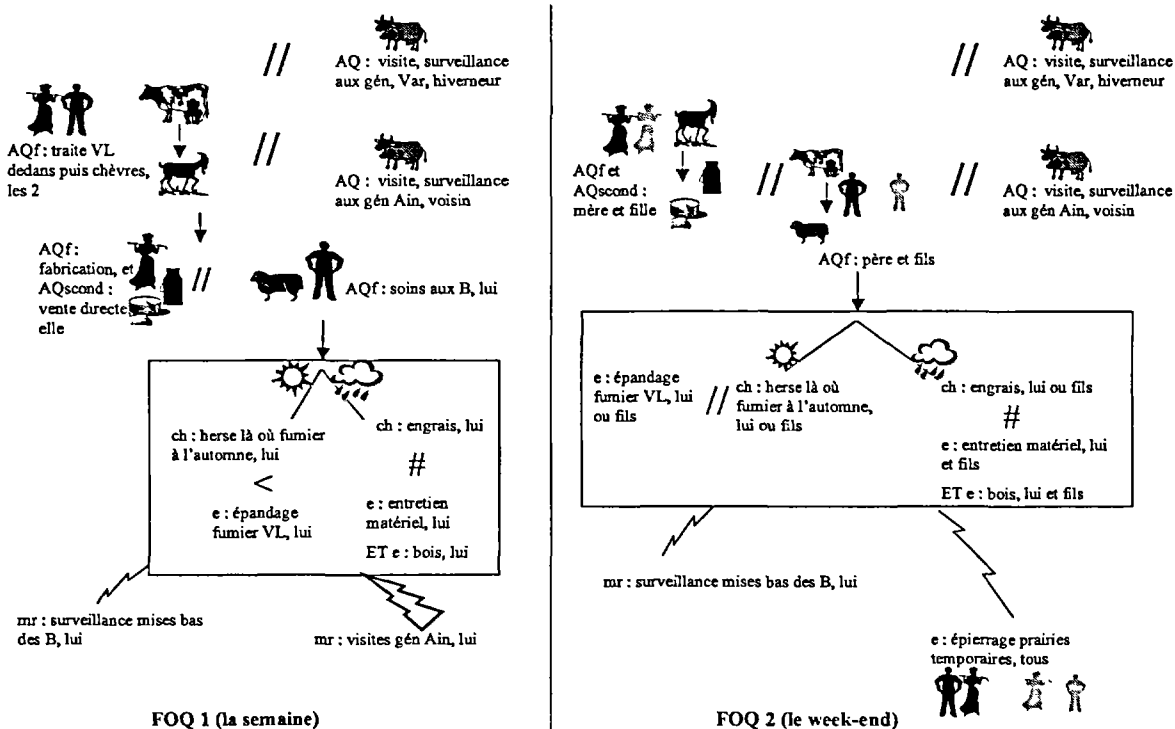 //
AQ : visite, surveillance
aux gén, Var, hiverneur
AQf : traite VL
dedans puis chèvres,
les 2
//
AQ : visite, surveillance
aux gén Ain, voisin
AQf :
fabrication, et
AQscond :
vente directe,
elle
//
AQf : soins aux B, lui
ch : herse là où fumier
à l'automne, lui
<
e : épandage
fumier VL, lui
ch : engrais, lui
#
e : entretien
matériel, lui
ET e : bois, lui
mr : surveillance mises bas
des B, lui
mr : visites gén Ain, lui
FOQ 1 (la semaine)
//
AQ : visite, surveillance
aux gén, Var, hiverneur
AQf et
AQscond :
mère et fille
//
//
AQ : visite, surveillance
aux gén Ain, voisin
AQf : père et fils
e : épandage
fumier VL, lui
ou fils
//
ch : herse là où
fumier à l'automne,
lui ou fils
ch : engrais, lui ou fils
#
e : entretien matériel, lui
et fils
ET e : bois, lui et fils
mr : surveillance mises bas des B, lui
e : épierrage prairies
temporaires, tous
FOQ 2 (le week-end)